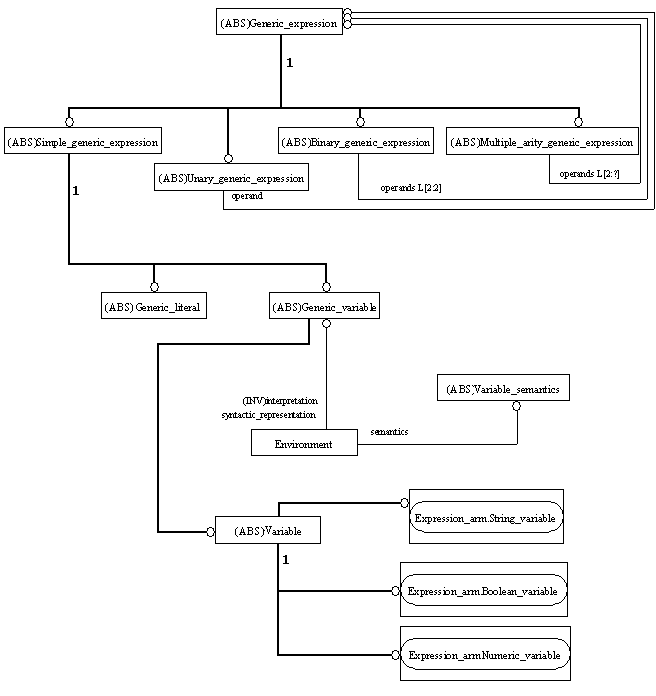 (ABS)Generic_expression
1
(ABS)Simple_generic_expression
(ABS)Binary_generic_expression
(ABS)Multiple_arity_generic_expression
(ABS)Unary_generic_expression
operands L[2:?]
operands L[2:2]
operand
1
(ABS) Generic_literal
(ABS)Generic_variable
(ABS)Variable_semantics
(INV)interpretation
syntactic_representation
semantics
Environment
Expression_arm.String_variable
(ABS)Variable
1
Expression_arm.Boolean_variable
Expression_arm.Numeric_variable